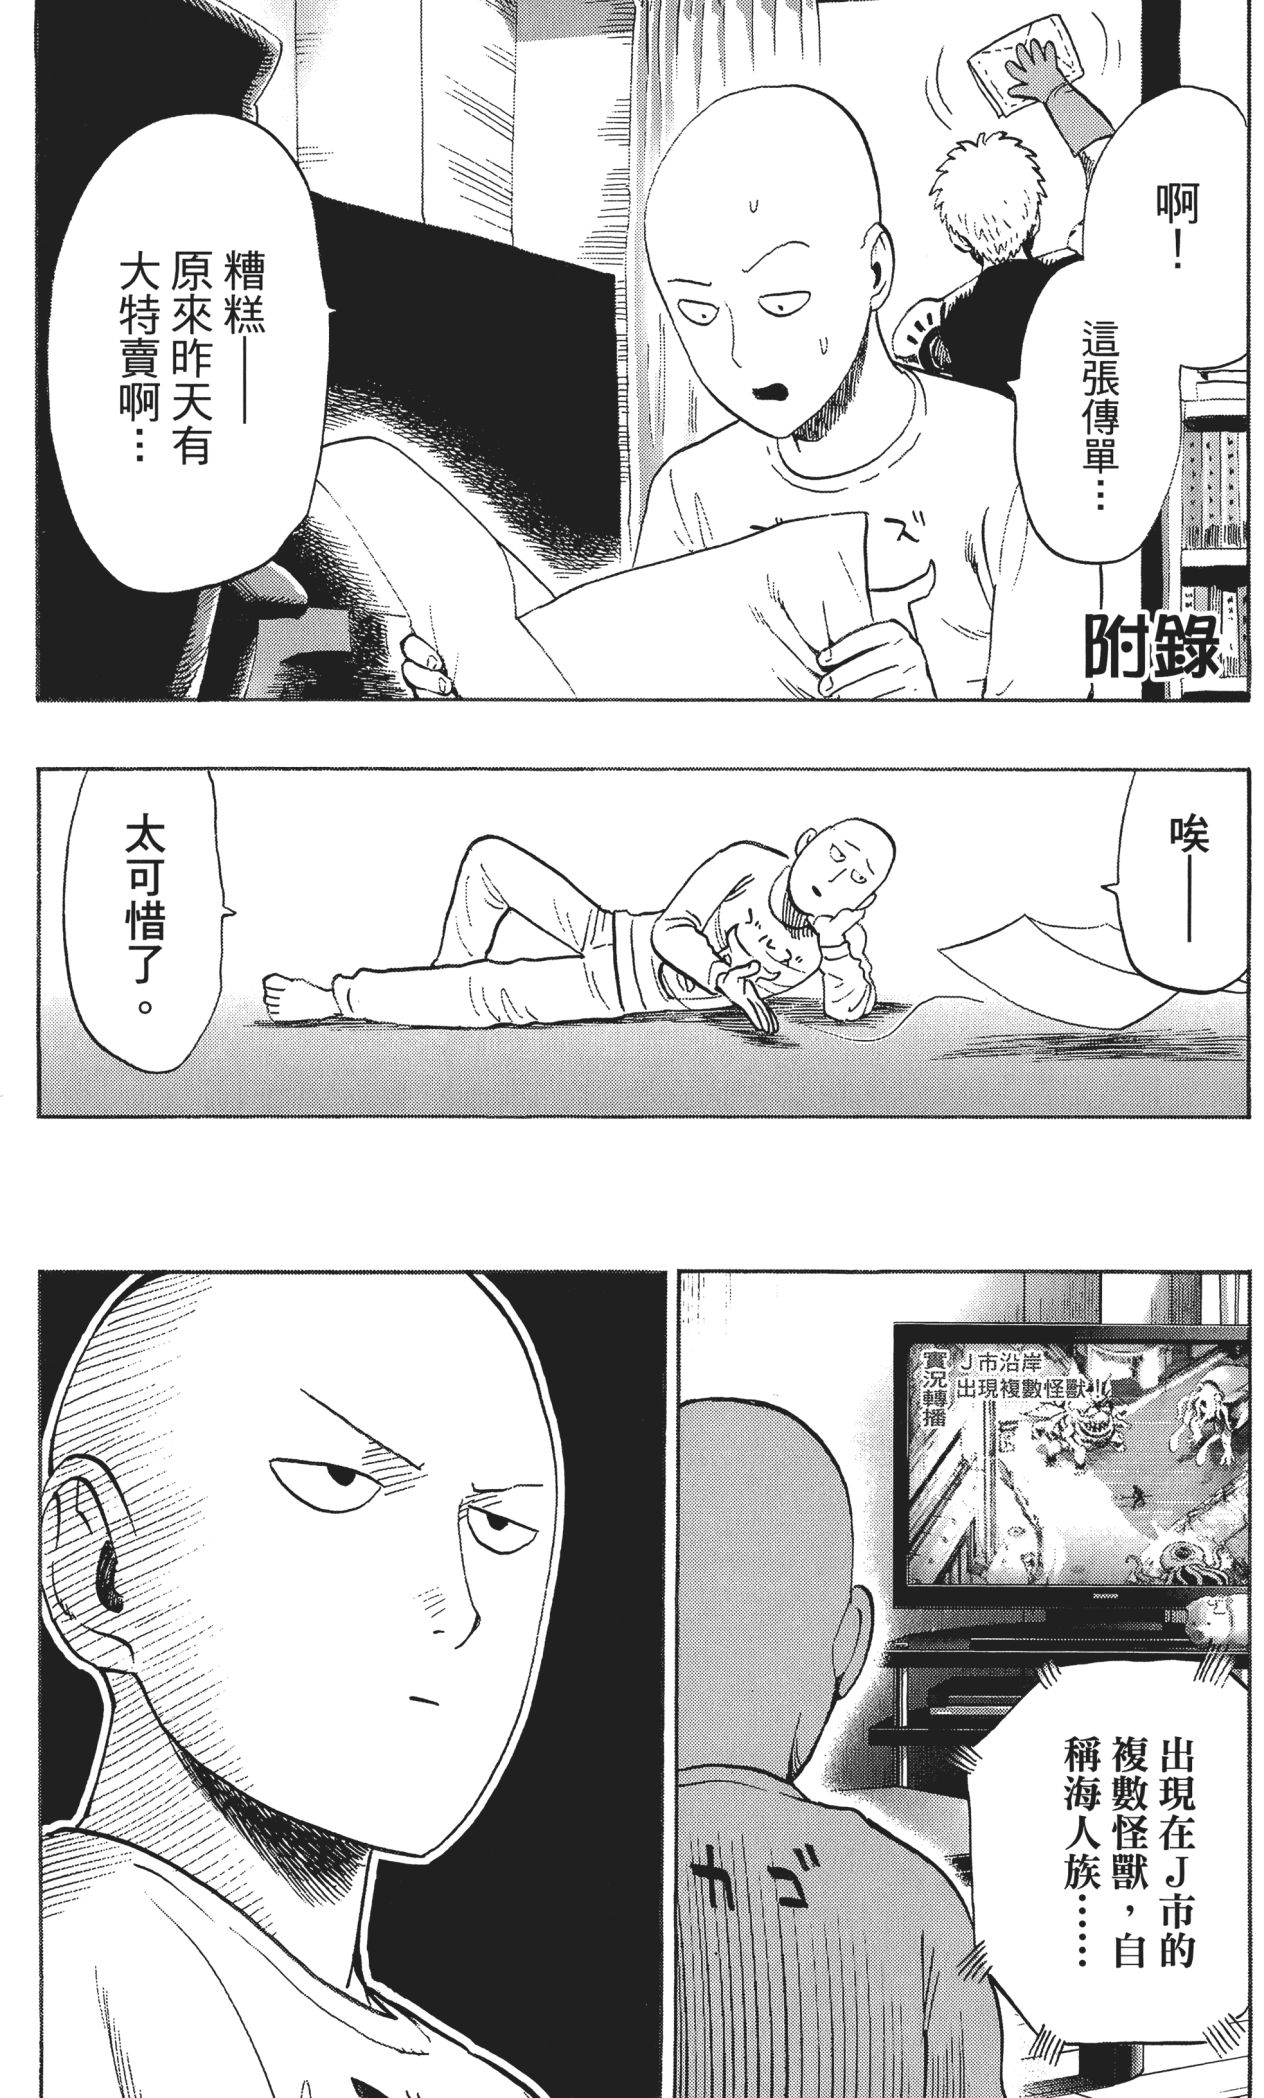 啊！
這張傳單…
糟糕——
原來昨天有
大特賣啊…
附錄
唉——
太可惜了。
實況轉播
J市沿岸
出現複數怪獸！
出現在J市的
複數怪獸，自
稱海人族……
カゴ